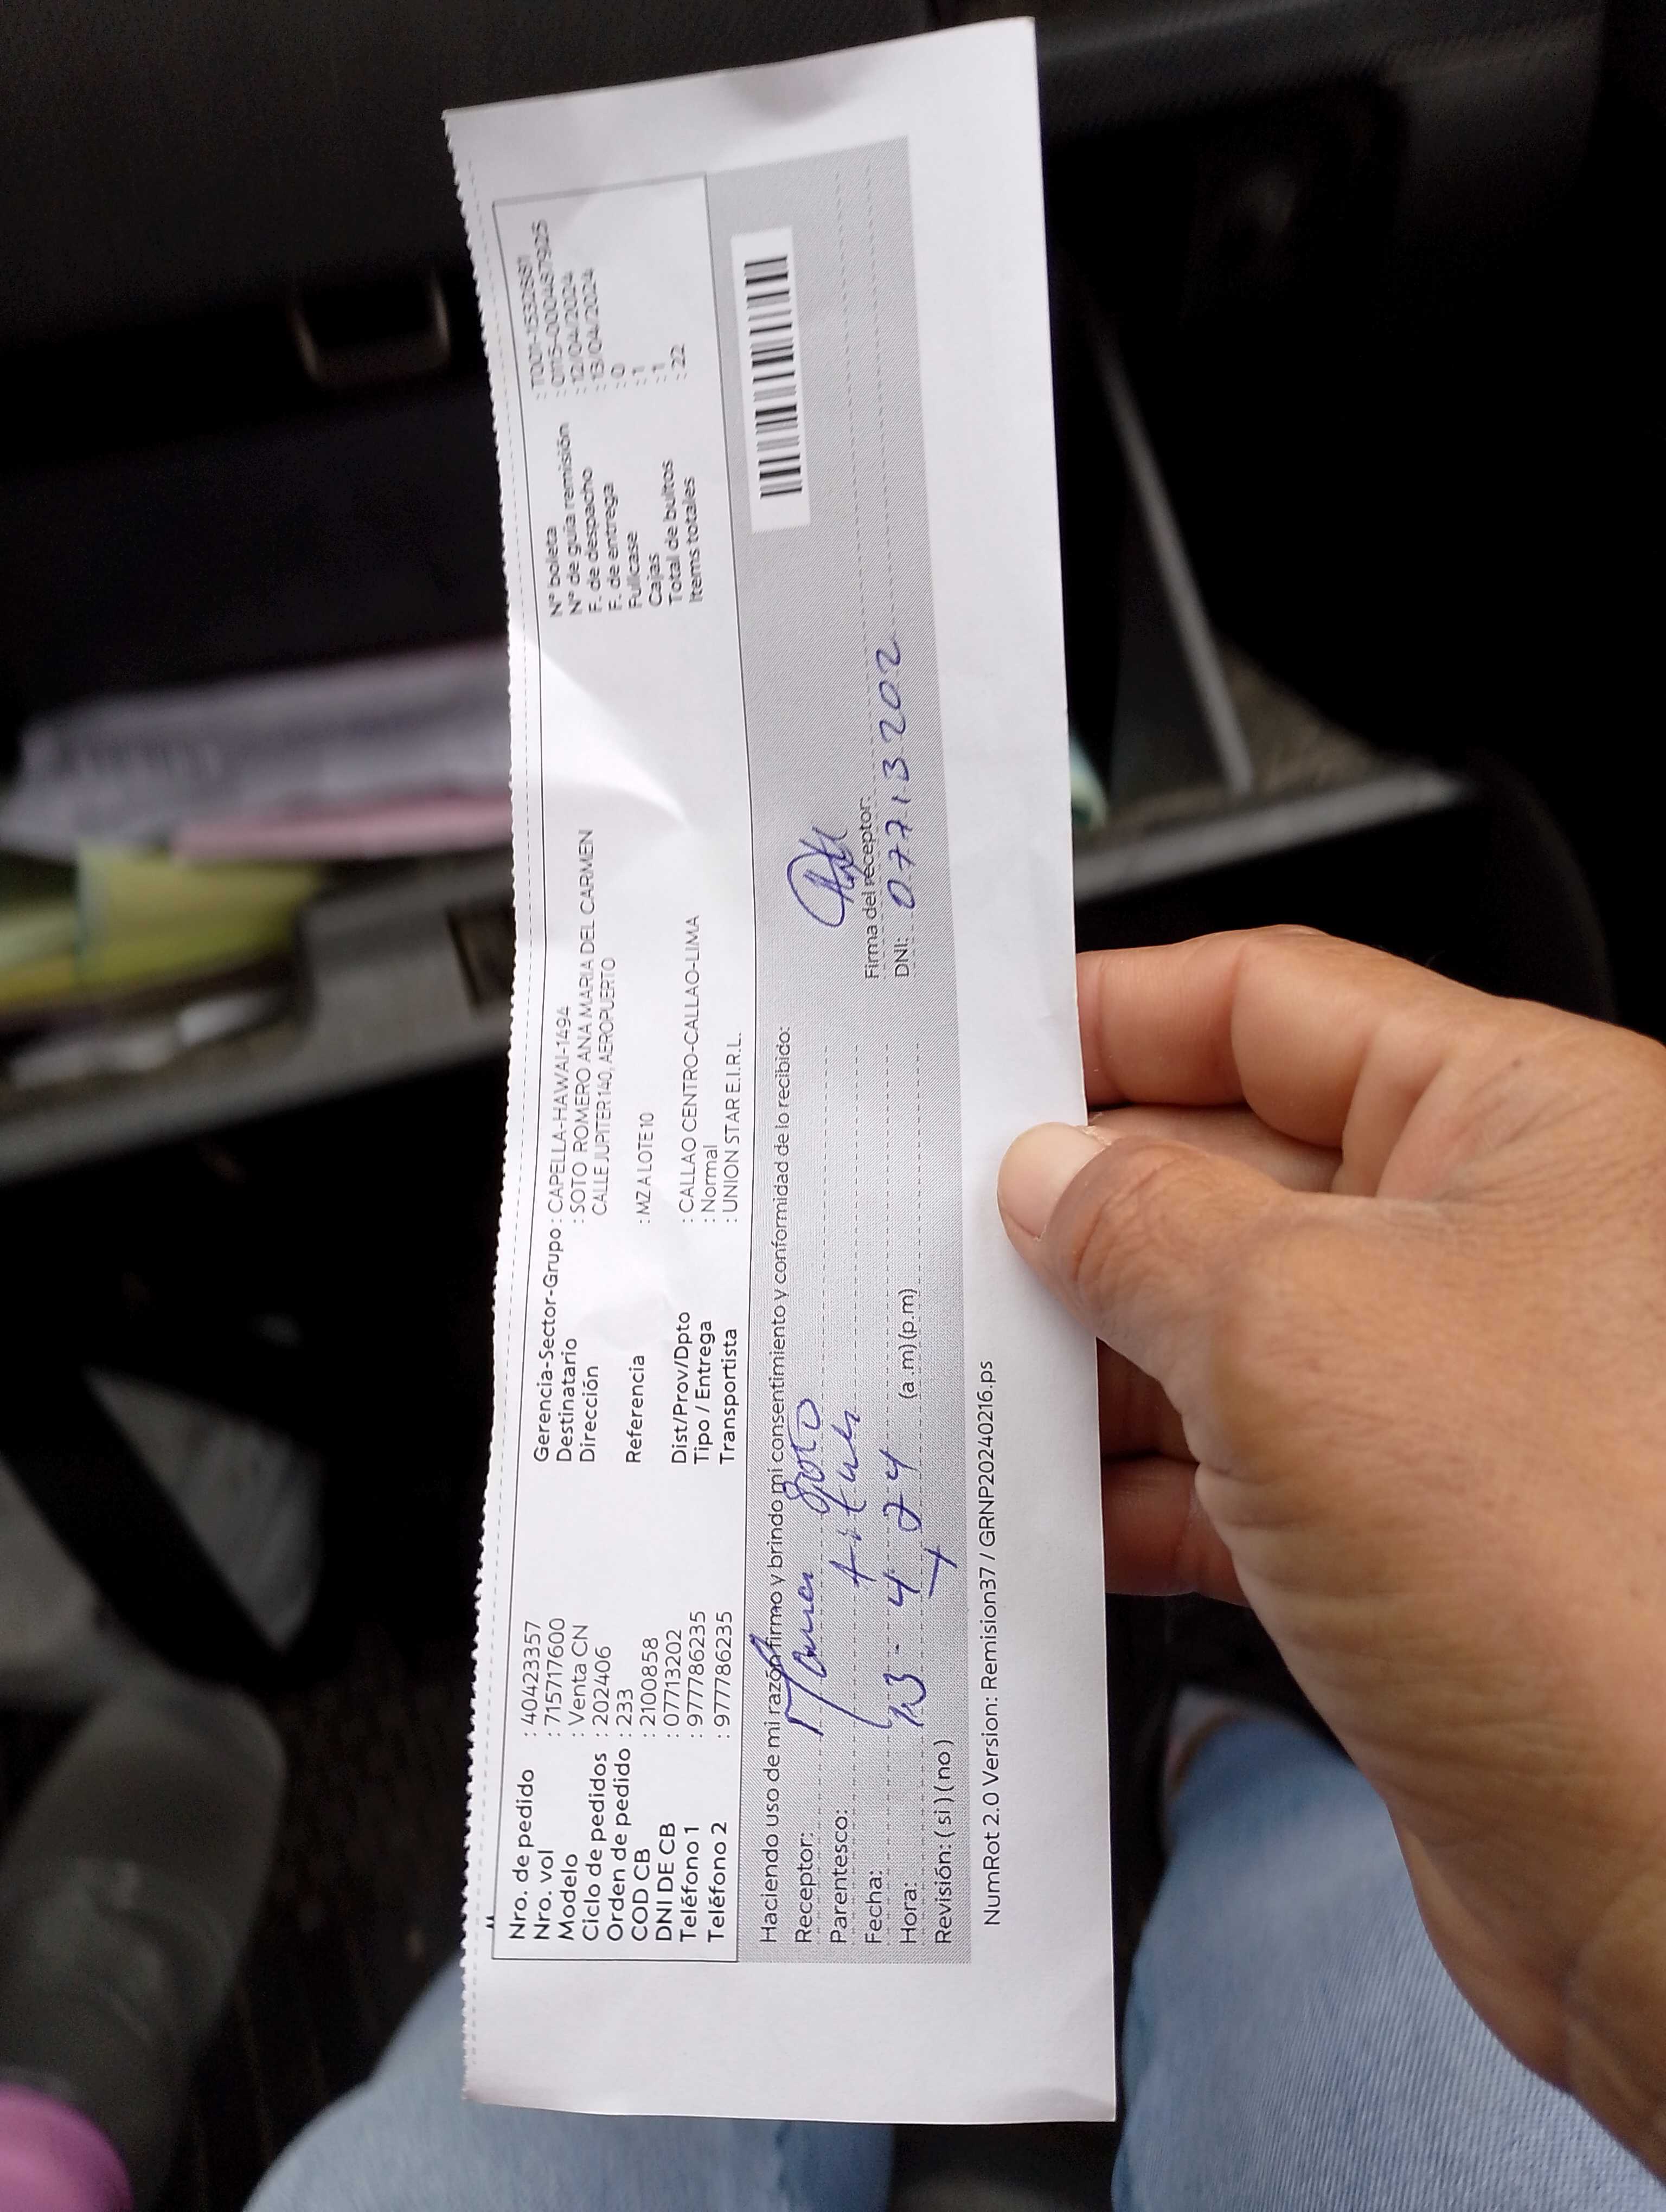 Nro. de pedido : 40423357
Nro. vol : 715717600
Modelo : Venta CN
Ciclo de pedidos : 202406
Orden de pedido : 233
COD CB : 2100858
DNI DE CB : 07713202
Teléfono 1 : 977786235
Teléfono 2 : 977786235
Gerencia-Sector-Grupo : CAPELLA-HAWAI-1494
Destinatario : SOTO ROMERO ANA MARIA DEL CARMEN
Dirección CALLE JUPITER 140, AEROPUERTO
Referencia : MZ A LOTE 10
Dist/Prov/Dpto : CALLAO CENTRO-CALLAO-LIMA
Tipo / Entrega : Normal
Transportista : UNION STAR E.I.R.L.
Nº boleta :
Nº de guía remisión : T001-
F. de despacho : 12/04/2024
F. de entrega : 13/04/2024
Fullcase : 0
Cajas : 1
Total de bultos : 1
Items totales : 22
Haciendo uso de mi razón firmo y brindo mi consentimiento y conformidad de lo recibido:
Receptor: Soto
Parentesco:
Fecha: 13 - 4 - 24
Hora: (a.m) (p.m)
Revisión: ( si ) ( no )
Firma del receptor:
DNI: 07713202
NumRot 2.0 Version: Remision37 / GRNP20240216.ps